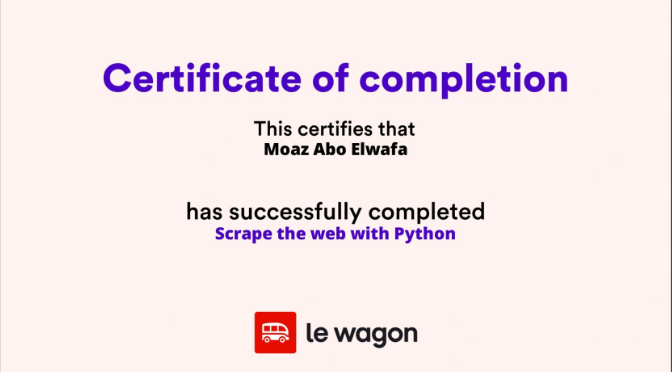 Certificate of completion
This certifies that
Moaz Abo Elwafa
has successfully completed
Scrape the web with Python
le wagon